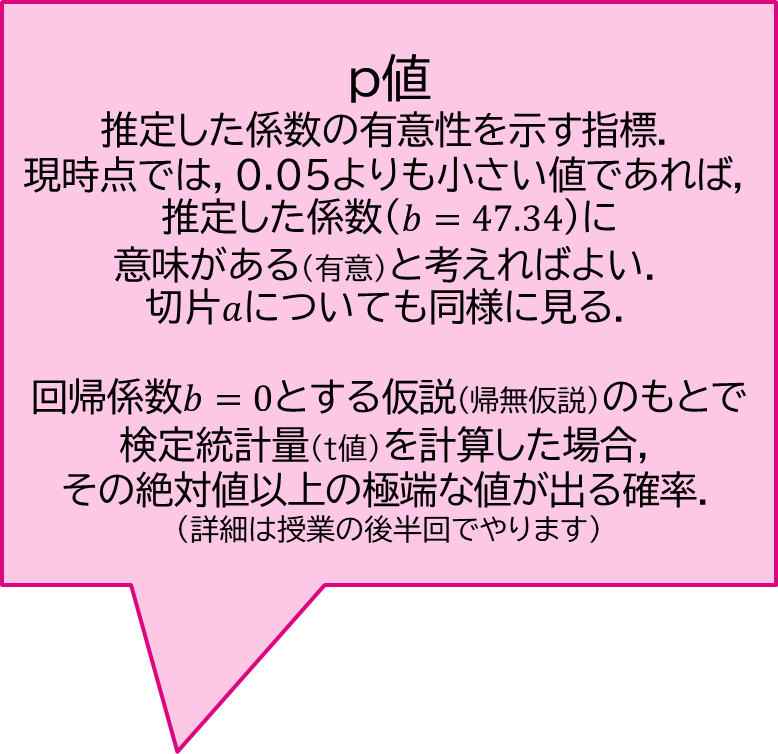 p値
推定した係数の有意性を示す指標.
現時点では, 0.05よりも小さい値であれば,
推定した係数(b = 47.34)に
意味がある(有意)と考えればよい.
切片aについても同様に見る.
回帰係数b = 0とする仮説(帰無仮説)のもとで
検定統計量(t値)を計算した場合,
その絶対値以上の極端な値が出る確率.
(詳細は授業の後半回でやります)